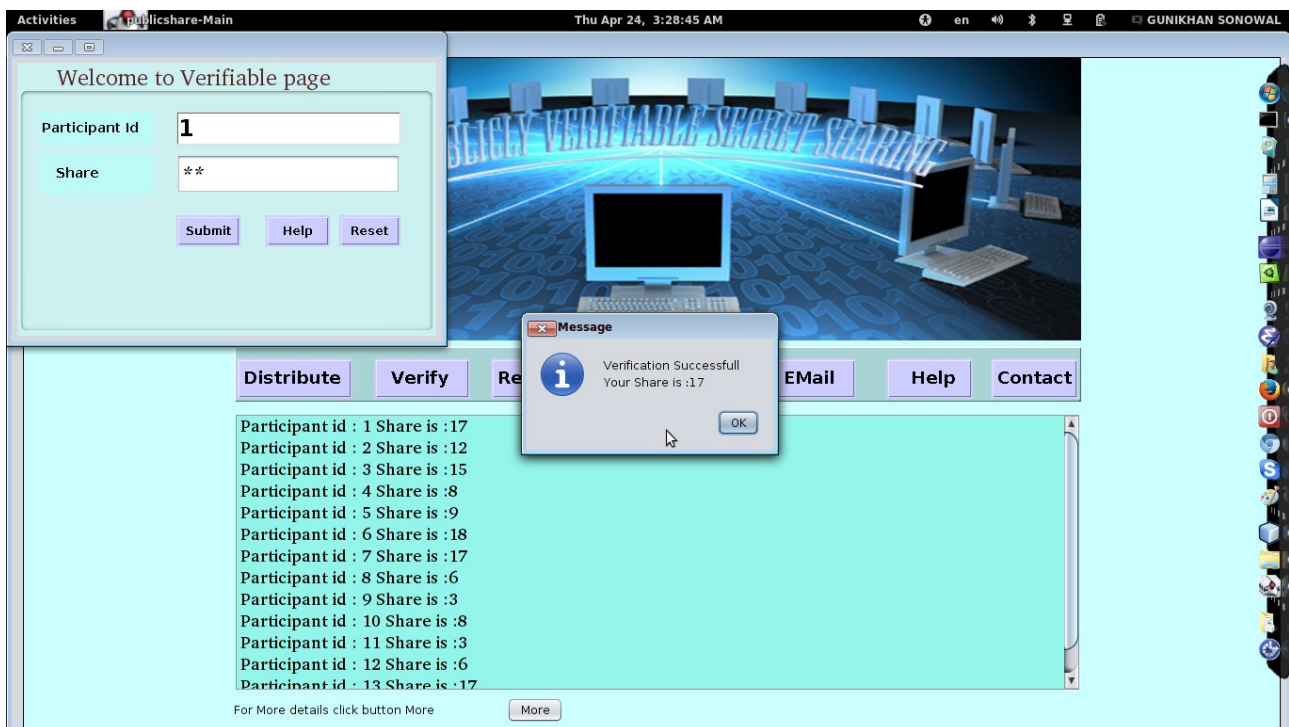 Activities publicshare-Main Thu Apr 24, 3:28:45 AM en GUNIKHAN SONOWAL
Welcome to Verifiable page
Participant Id 1
Share **
Submit Help Reset
VERIFIABLE SECRET SHARING
Message
Verification Successfull
Your Share is :17
OK
Distribute Verify Re EMail Help Contact
Participant id : 1 Share is :17
Participant id : 2 Share is :12
Participant id : 3 Share is :15
Participant id : 4 Share is :8
Participant id : 5 Share is :9
Participant id : 6 Share is :18
Participant id : 7 Share is :17
Participant id : 8 Share is :6
Participant id : 9 Share is :3
Participant id : 10 Share is :8
Participant id : 11 Share is :3
Participant id : 12 Share is :6
Participant id : 13 Share is :17
For More details click button More More